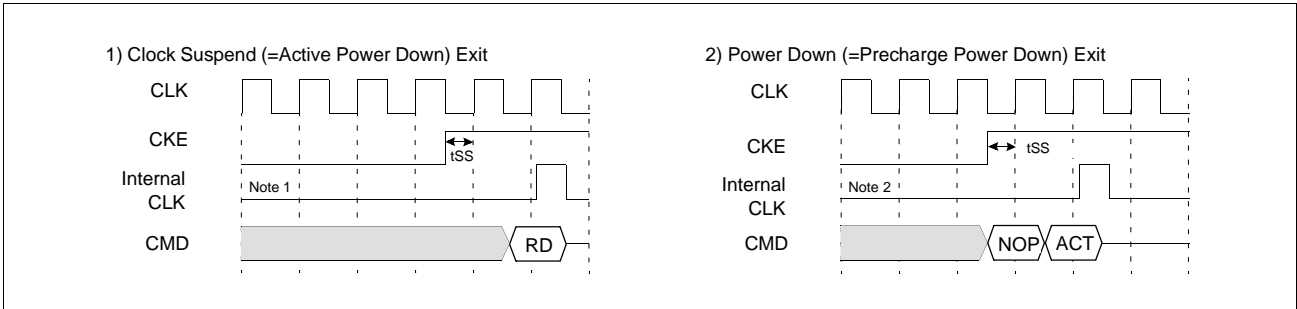 1) Clock Suspend (=Active Power Down) Exit
CLK
CKE
tSS
Internal
CLK
Note 1
CMD
RD
2) Power Down (=Precharge Power Down) Exit
CLK
CKE
tSS
Internal
CLK
Note 2
CMD
NOP
ACT